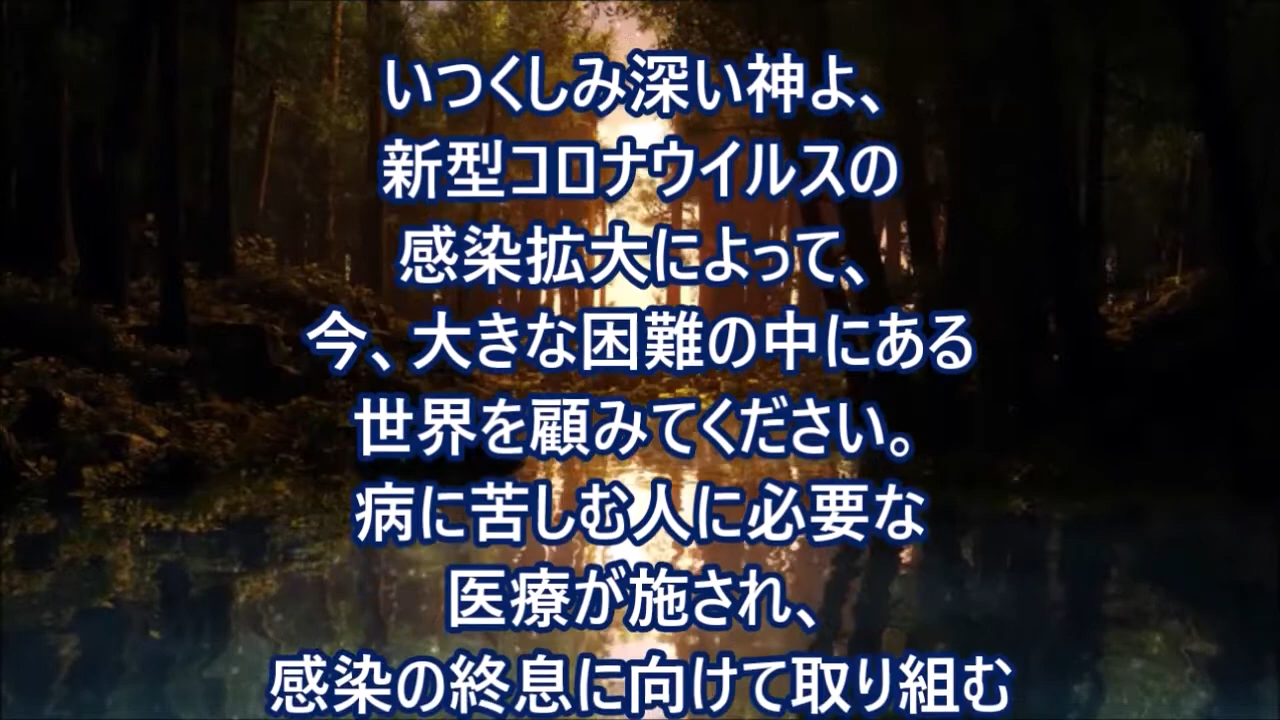 いつくしみ深い神よ、
新型コロナウイルスの
感染拡大によって、
今、大きな困難の中にある
世界を顧みてください。
病に苦しむ人に必要な
医療が施され、
感染の終息に向けて取り組む